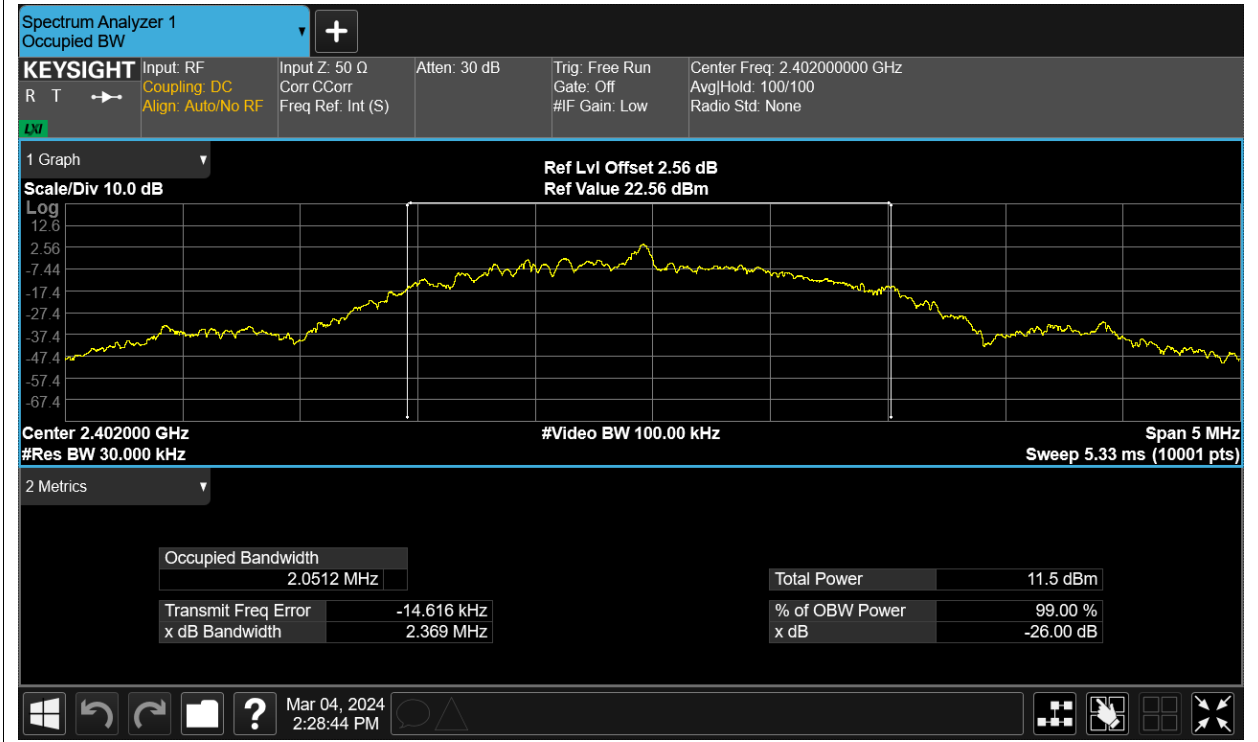 Spectrum Analyzer 1
Occupied BW
KEYSIGHT
R T
LXI
Input: RF
Coupling: DC
Align: Auto/No RF
Input Z: 50 Ω
Corr CCorr
Freq Ref: Int (S)
Atten: 30 dB
Trig: Free Run
Gate: Off
#IF Gain: Low
Center Freq: 2.402000000 GHz
Avg|Hold: 100/100
Radio Std: None
1 Graph
Scale/Div 10.0 dB
Ref Lvl Offset 2.56 dB
Ref Value 22.56 dBm
Log
12.6
2.56
-7.44
-17.4
-27.4
-37.4
-47.4
-57.4
-67.4
Center 2.402000 GHz
#Video BW 100.00 kHz
Span 5 MHz
#Res BW 30.000 kHz
Sweep 5.33 ms (10001 pts)
2 Metrics
Occupied Bandwidth
2.0512 MHz
Transmit Freq Error -14.616 kHz
x dB Bandwidth 2.369 MHz
Total Power 11.5 dBm
% of OBW Power 99.00 %
x dB -26.00 dB
?
Mar 04, 2024
2:28:44 PM